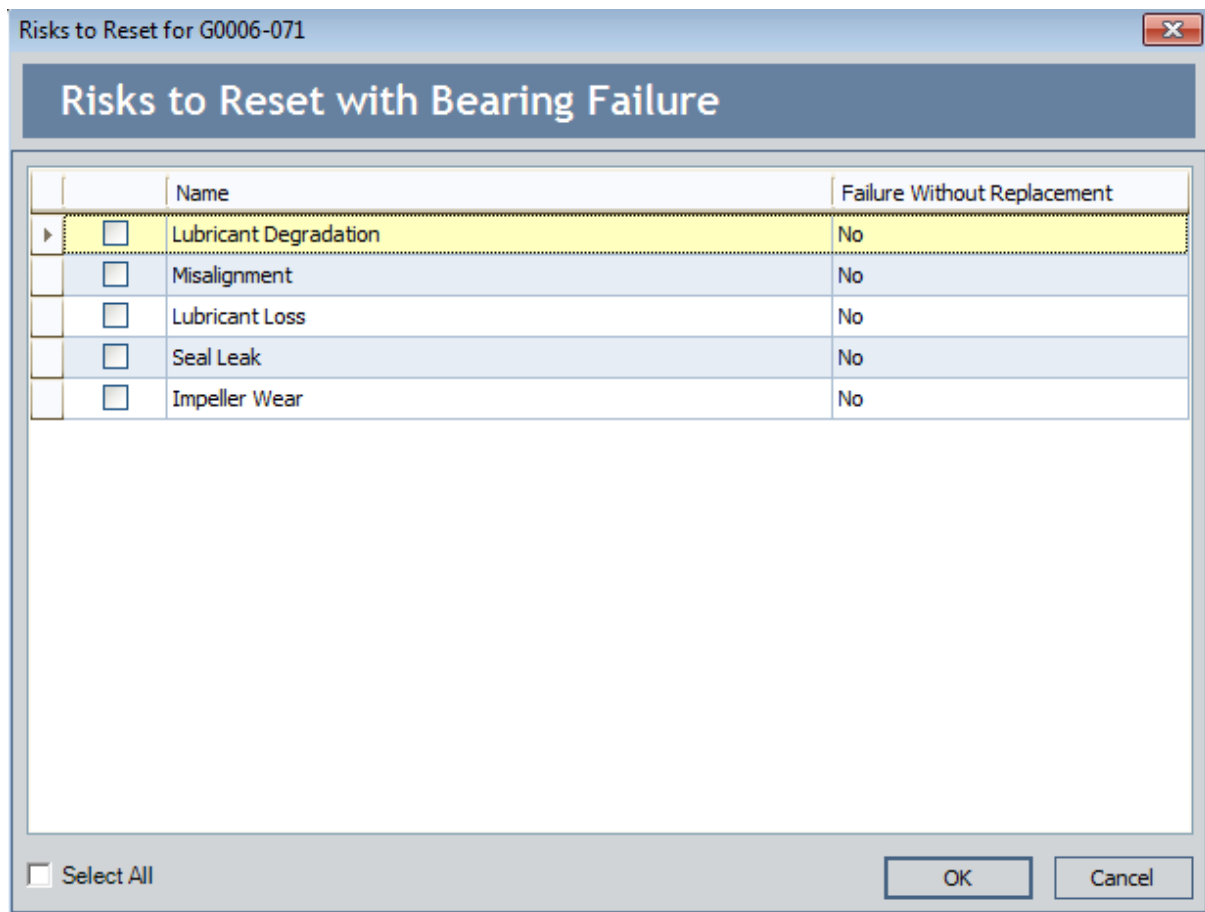 Risks to Reset for G0006-071
Risks to Reset with Bearing Failure
Name Failure Without Replacement
Lubricant Degradation No
Misalignment No
Lubricant Loss No
Seal Leak No
Impeller Wear No
Select All OK Cancel